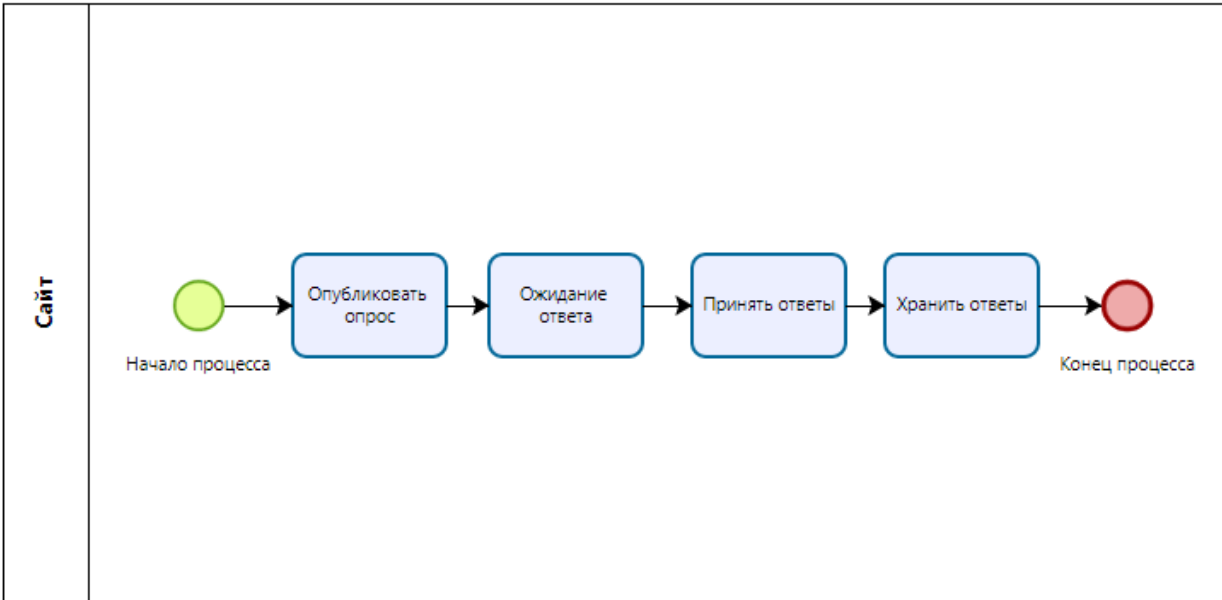 Сайт
Начало процесса
Опубликовать
опрос
Ожидание
ответа
Принять ответы
Хранить ответы
Конец процесса